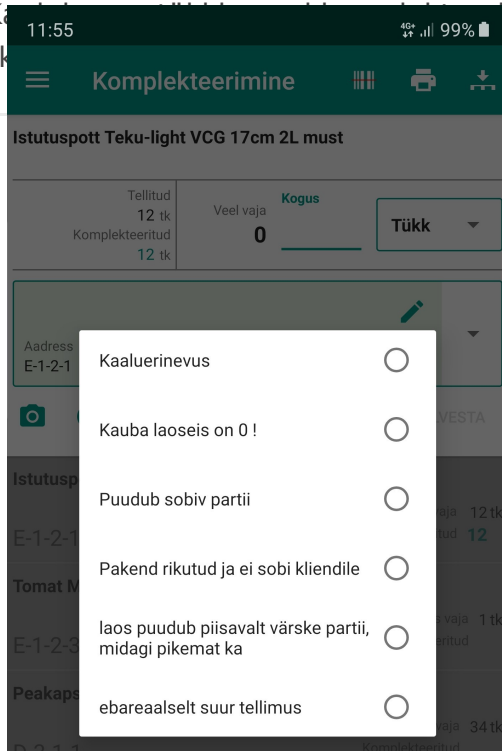 11:55
4G+ 99%
Komplekteerimine
Istutuspott Teku-light VCG 17cm 2L must
Tellitud
12 tk
Komplekteeritud
12 tk
Veel vaja
0
Kogus
Tükk
Aadress
E-1-2-1
Kaaluerinevus
Kauba laoseis on 0 !
Puudub sobiv partii
Pakend rikutud ja ei sobi kliendile
laos puudub piisavalt värske partii,
midagi pikemat ka
ebareaalselt suur tellimus
E-1-2-1
12 tk
12
Tomat M
vaja 1 tk
E-1-2-3
Peakaps
vaja 34 tk
Komplekteeritud